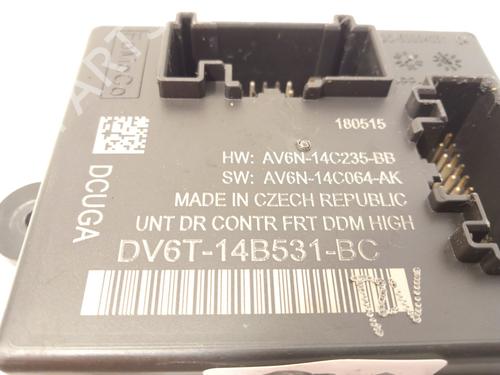 FoMoCo
180515
HW: AV6N-14C235-BB
SW: AV6N-14C064-AK
MADE IN CZECH REPUBLIC
UNT DR CONTR FRT DDM HIGH
DV6T-14B531-BC
DCUGA